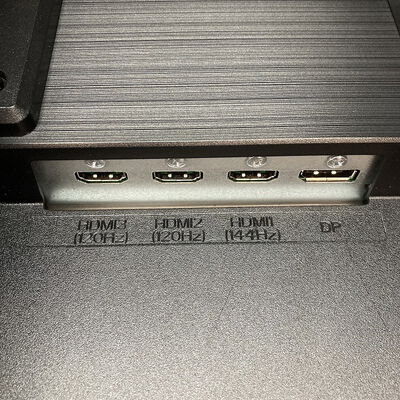 HDMI3 HDMI2 HDMI1 DP
(120Hz) (120Hz) (144Hz)